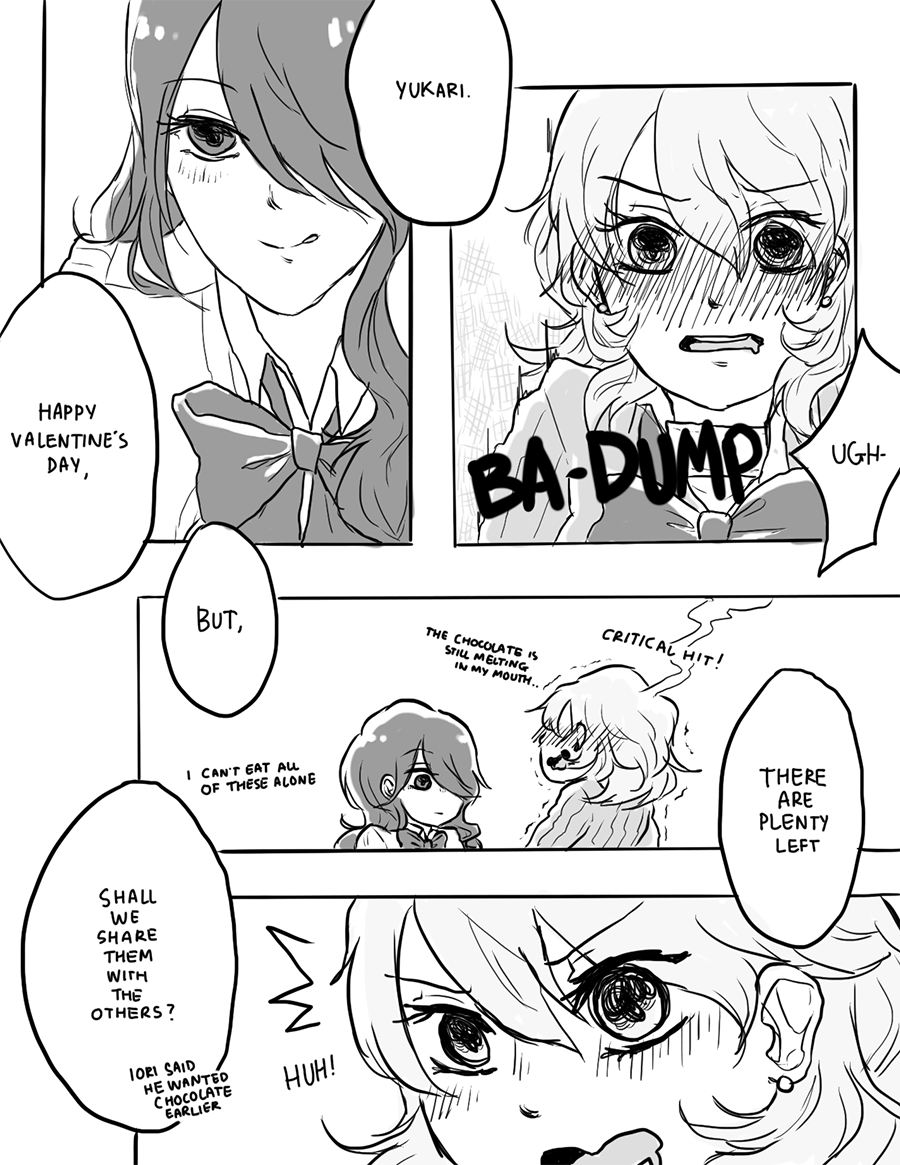 YUKARI.
HAPPY
VALENTINE'S
DAY,
UGH-
BA-DUMP
BUT,
THE CHOCOLATE IS
STILL MELTING
IN MY MOUTH..
CRITICAL HIT!
I CAN'T EAT ALL
OF THESE ALONE
THERE
ARE
PLENTY
LEFT
SHALL
WE
SHARE
THEM
WITH
THE
OTHERS?
IORI SAID
HE WANTED
CHOCOLATE
EARLIER
HUH!